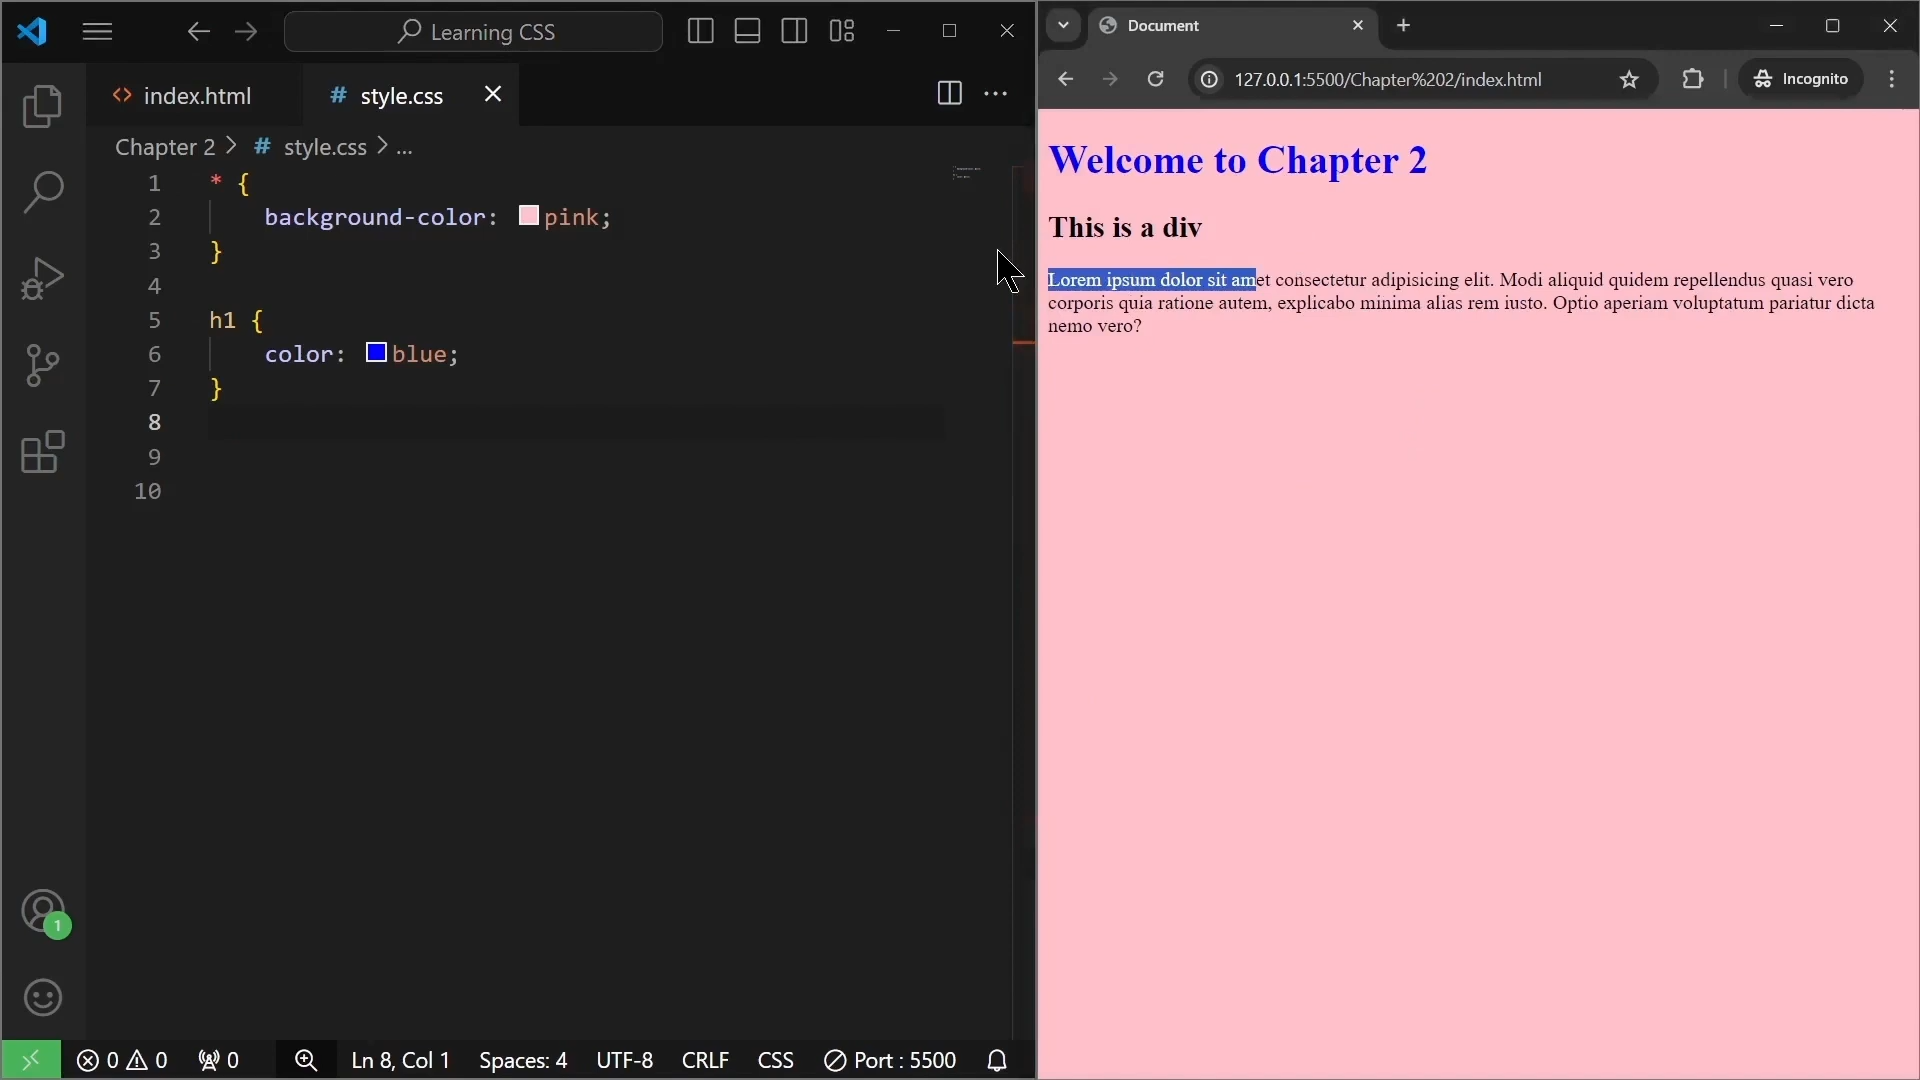 Learning CSS
index.html
# style.css
Chapter 2 > # style.css > ...
1 * {
2 background-color: pink;
3 }
4
5 h1 {
6 color: blue;
7 }
8
9
10
1
0 0 0 Ln 8, Col 1 Spaces: 4 UTF-8 CRLF CSS Port : 5500
Document
127.0.0.1:5500/Chapter%202/index.html Incognito
Welcome to Chapter 2
This is a div
Lorem ipsum dolor sit amet consectetur adipisicing elit. Modi aliquid quidem repellendus quasi vero
corporis quia ratione autem, explicabo minima alias rem iusto. Optio aperiam voluptatum pariatur dicta
nemo vero?